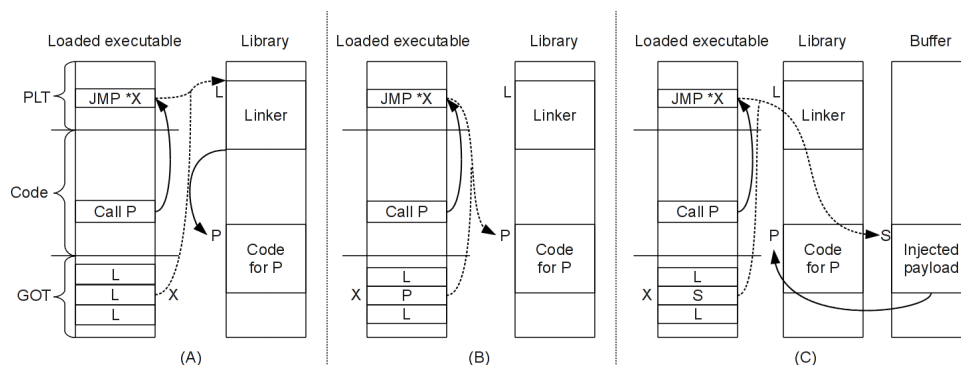 Loaded executable
Library
PLT
JMP *X
L
Linker
Code
Call P
P
Code
for P
GOT
L
L
X
L
(A)
Loaded executable
Library
JMP *X
L
Linker
Call P
P
Code
for P
L
X
P
L
(B)
Loaded executable
Library
Buffer
JMP *X
L
Linker
Call P
P
Code
for P
S
Injected
payload
L
X
S
L
(C)